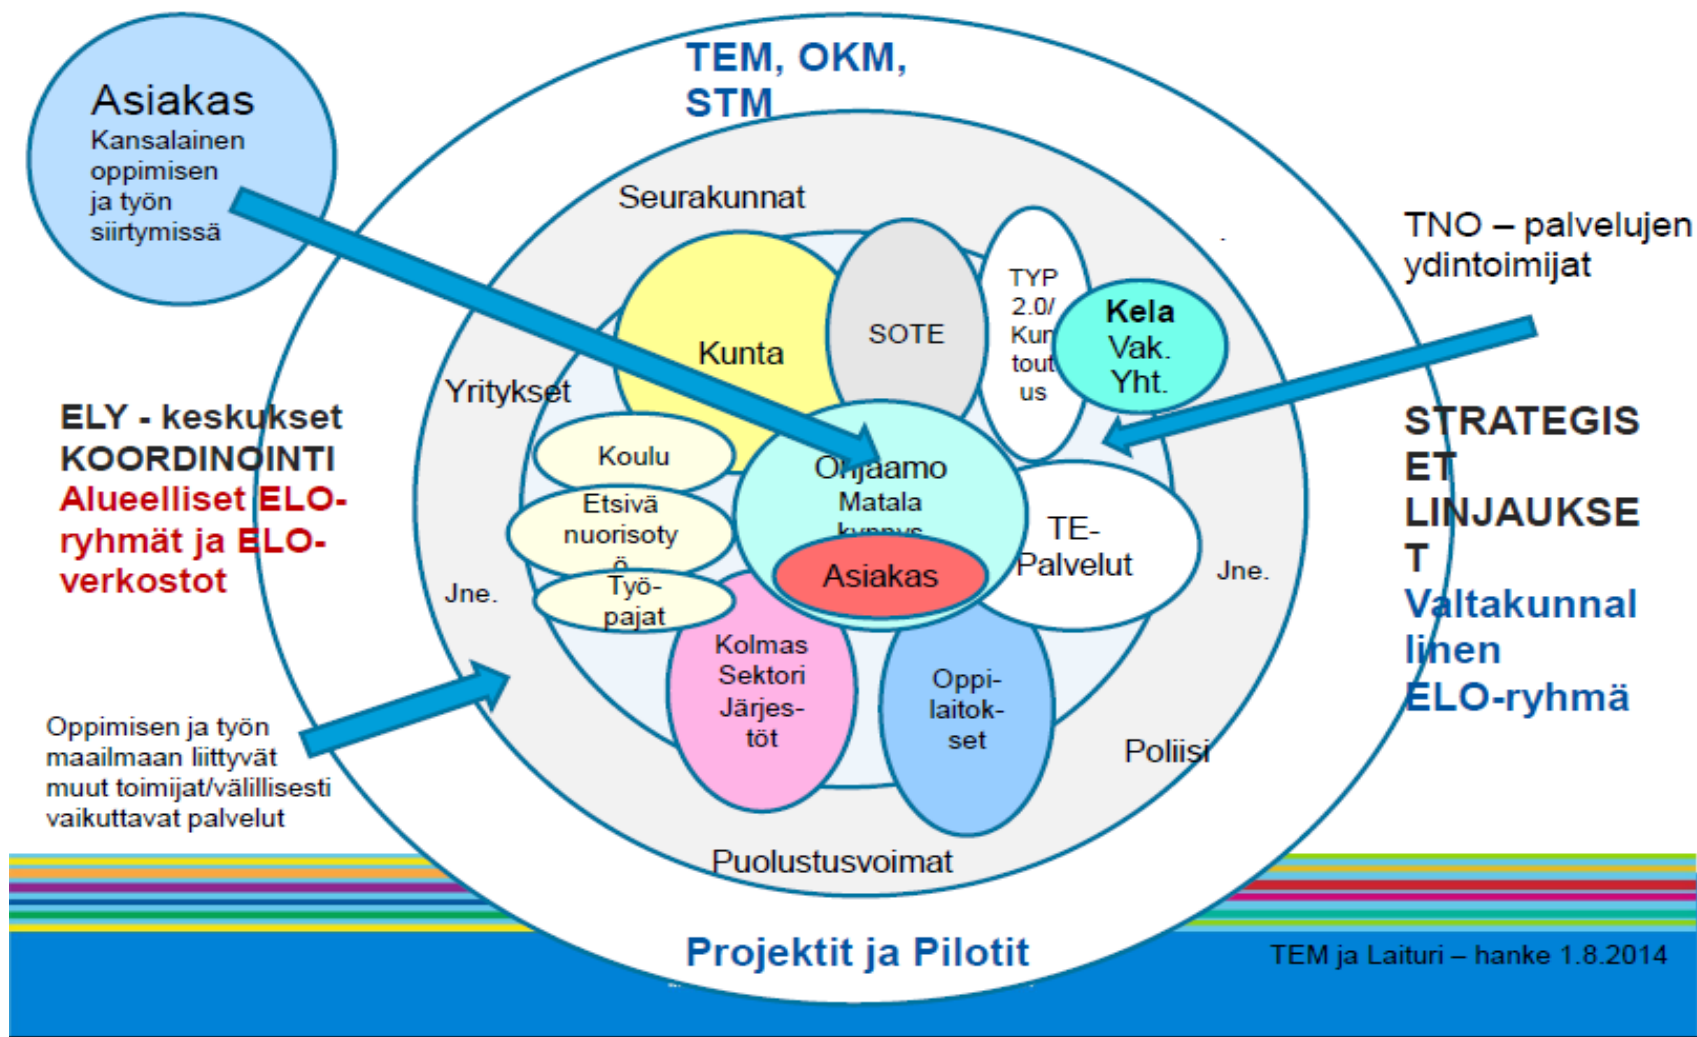 TEM, OKM,
STM
Asiakas
Kansalainen
oppimisen
ja työn
siirtymissä
Seurakunnat
TNO – palvelujen
ydintoimijat
TYP
2.0/
Kun
tout
us
Kela
Vak.
Yht.
SOTE
Kunta
Yritykset
ELY - keskukset
KOORDINOINTI
Alueelliset ELO-
ryhmät ja ELO-
verkostot
STRATEGIS
ET
LINJAUKSE
T
Valtakunnal
linen
ELO-ryhmä
Koulu
Etsivä
nuorisoty
ö
Työ-
pajat
Ohjaamo
Matala
kynnys
Asiakas
TE-
Palvelut
Jne.
Jne.
Kolmas
Sektori
Järjes-
töt
Oppi-
laitok-
set
Oppimisen ja työn
maailmaan liittyvät
muut toimijat/välillisesti
vaikuttavat palvelut
Poliisi
Puolustusvoimat
Projektit ja Pilotit
TEM ja Laituri – hanke 1.8.2014